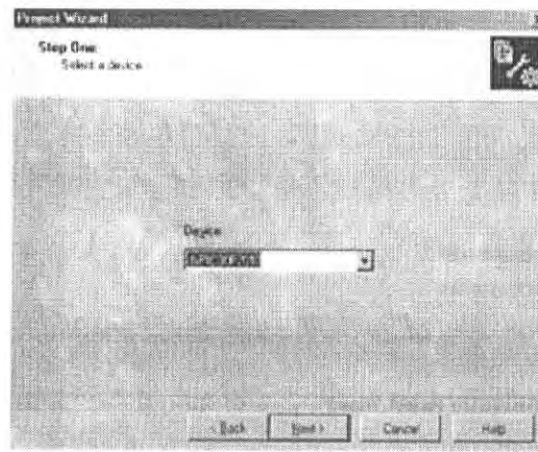 Project Wizard
Step One:
Select a device
Device:
< Back
Next >
Cancel
Help